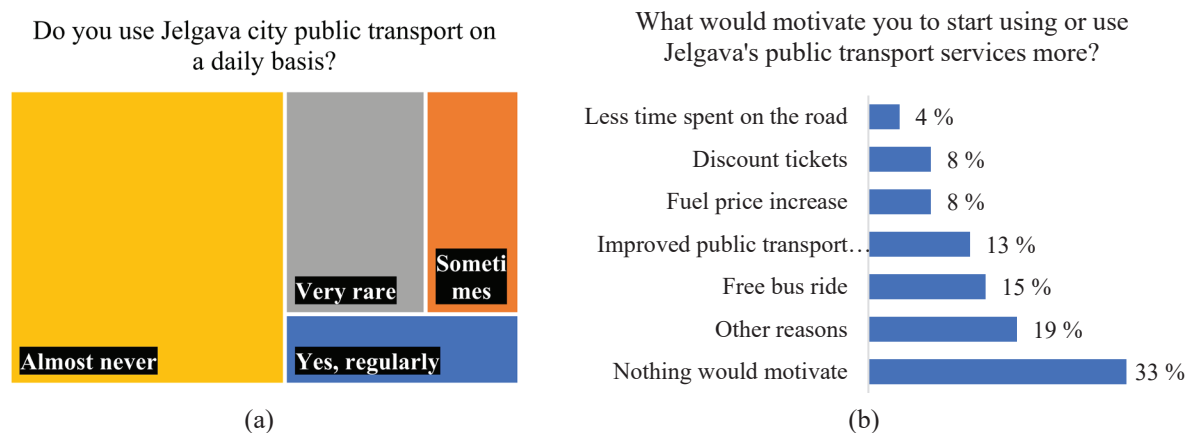 Do you use Jelgava city public transport on
a daily basis?
Almost never
Very rare
Someti
mes
Yes, regularly
(a)
What would motivate you to start using or use
Jelgava's public transport services more?
Less time spent on the road 4 %
Discount tickets 8 %
Fuel price increase 8 %
Improved public transport… 13 %
Free bus ride 15 %
Other reasons 19 %
Nothing would motivate 33 %
(b)